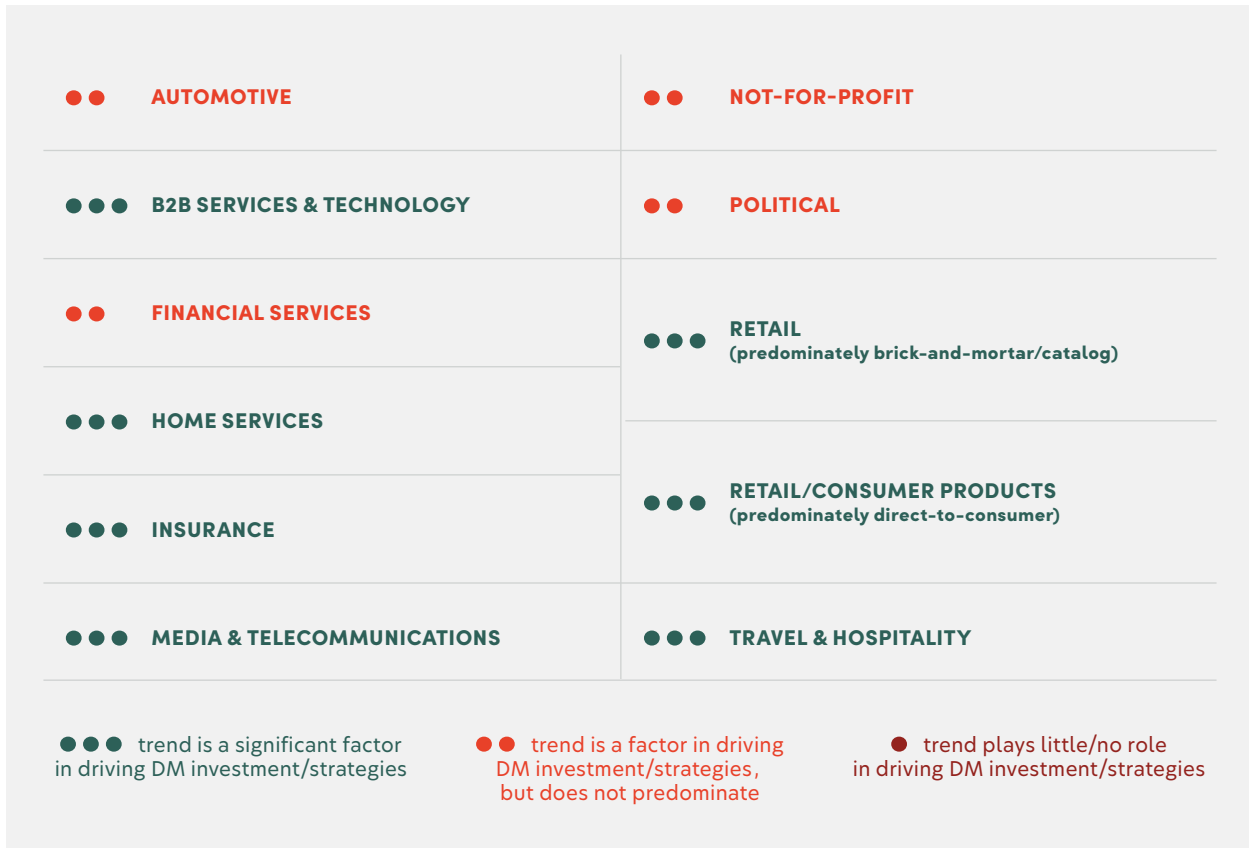 AUTOMOTIVE
B2B SERVICES & TECHNOLOGY
FINANCIAL SERVICES
HOME SERVICES
INSURANCE
MEDIA & TELECOMMUNICATIONS
NOT-FOR-PROFIT
POLITICAL
RETAIL
(predominately brick-and-mortar/catalog)
RETAIL/CONSUMER PRODUCTS
(predominately direct-to-consumer)
TRAVEL & HOSPITALITY
trend is a significant factor
in driving DM investment/strategies
trend is a factor in driving
DM investment/strategies,
but does not predominate
trend plays little/no role
in driving DM investment/strategies